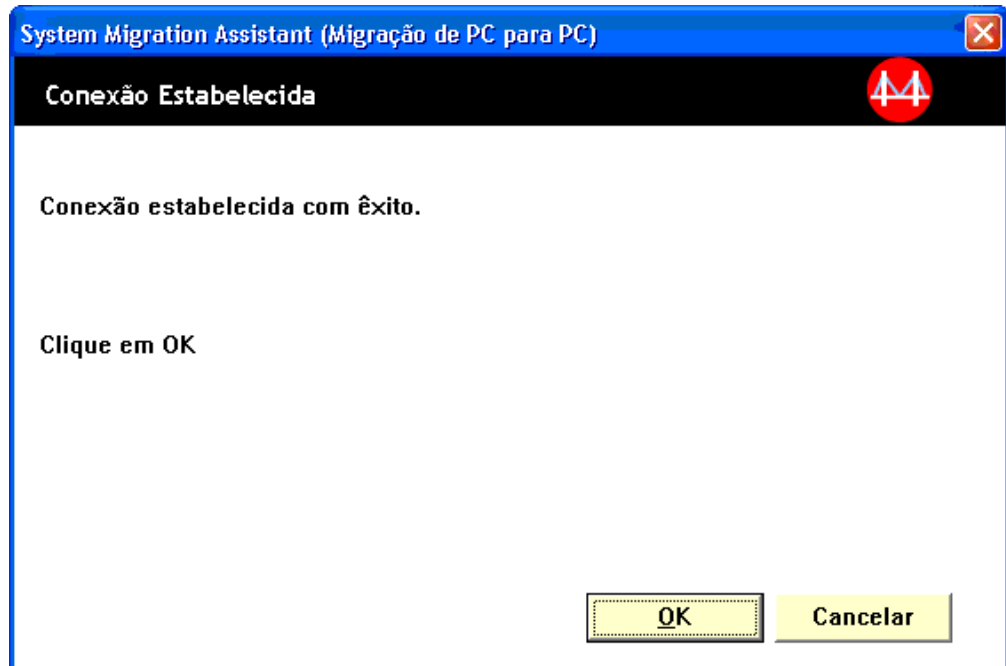 System Migration Assistant (Migração de PC para PC)
Conexão Estabelecida
Conexão estabelecida com êxito.
Clique em OK
OK
Cancelar